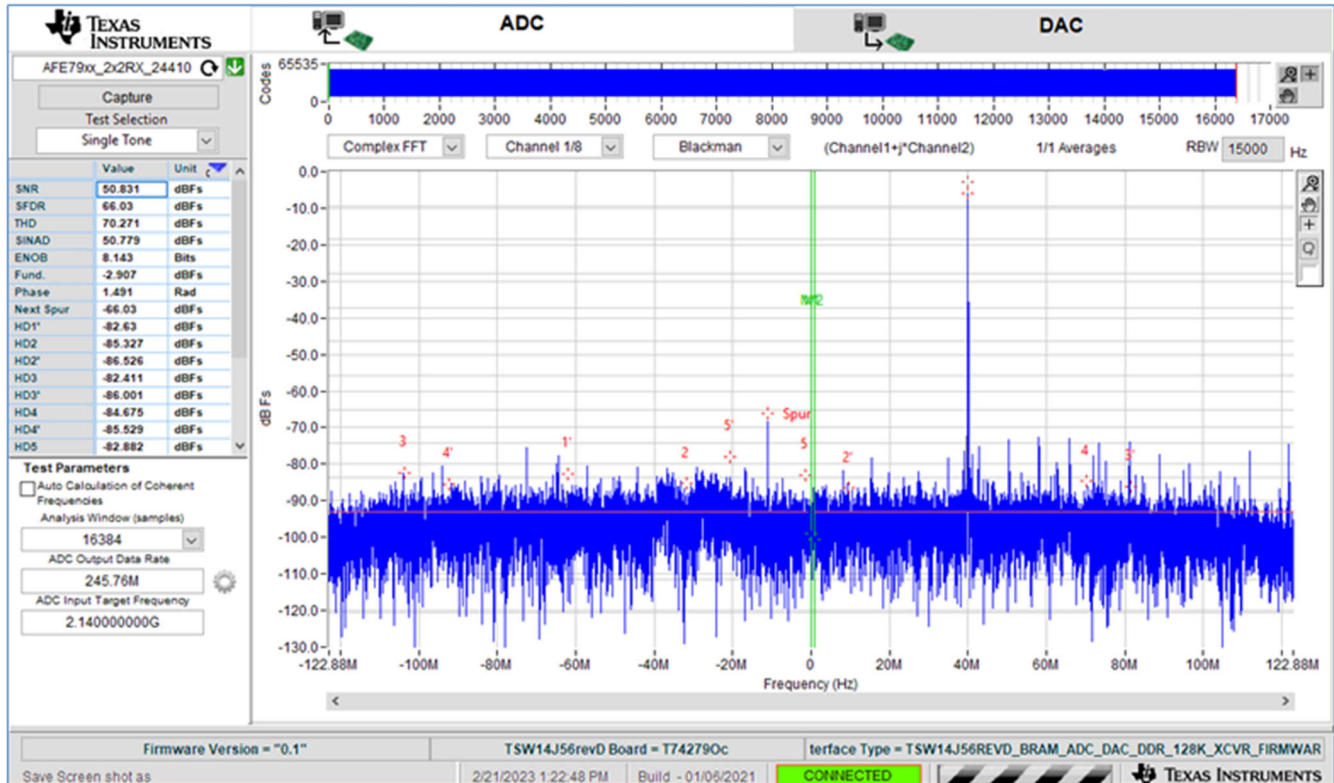 TEXAS INSTRUMENTS
ADC
DAC
AFE79xx_2x2RX_24410
Capture
Test Selection
Single Tone
Codes
65535
0
0 1000 2000 3000 4000 5000 6000 7000 8000 9000 10000 11000 12000 13000 14000 15000 16000 17000
Complex FFT Channel 1/8 Blackman (Channel1+j*Channel2) 1/1 Averages RBW 15000 Hz
Value Unit
SNR 50.831 dBFs
SFDR 66.03 dBFs
THD 70.271 dBFs
SINAD 50.779 dBFs
ENOB 8.143 Bits
Fund. -2.907 dBFs
Phase 1.491 Rad
Next Spur -66.03 dBFs
HD1' -82.63 dBFs
HD2 -85.327 dBFs
HD2' -86.526 dBFs
HD3 -82.411 dBFs
HD3' -86.001 dBFs
HD4 -84.675 dBFs
HD4' -85.529 dBFs
HD5 -82.882 dBFs
Test Parameters
Auto Calculation of Coherent
Frequencies
Analysis Window (samples)
16384
ADC Output Data Rate
245.76M
ADC Input Target Frequency
2.140000000G
dB Fs
0.0
-10.0
-20.0
-30.0
-40.0
-50.0
-60.0
-70.0
-80.0
-90.0
-100.0
-110.0
-120.0
-130.0
3
4'
1'
2
5'
Spur
5
2'
4
3'
-122.88M -100M -80M -60M -40M -20M 0 20M 40M 60M 80M 100M 122.88M
Frequency (Hz)
Firmware Version = "0.1" TSW14J56revD Board = T74279Oc terface Type = TSW14J56REVD_BRAM_ADC_DAC_DDR_128K_XCVR_FIRMWAR
Save Screen shot as 2/21/2023 1:22:48 PM Build - 01/06/2021 CONNECTED TEXAS INSTRUMENTS